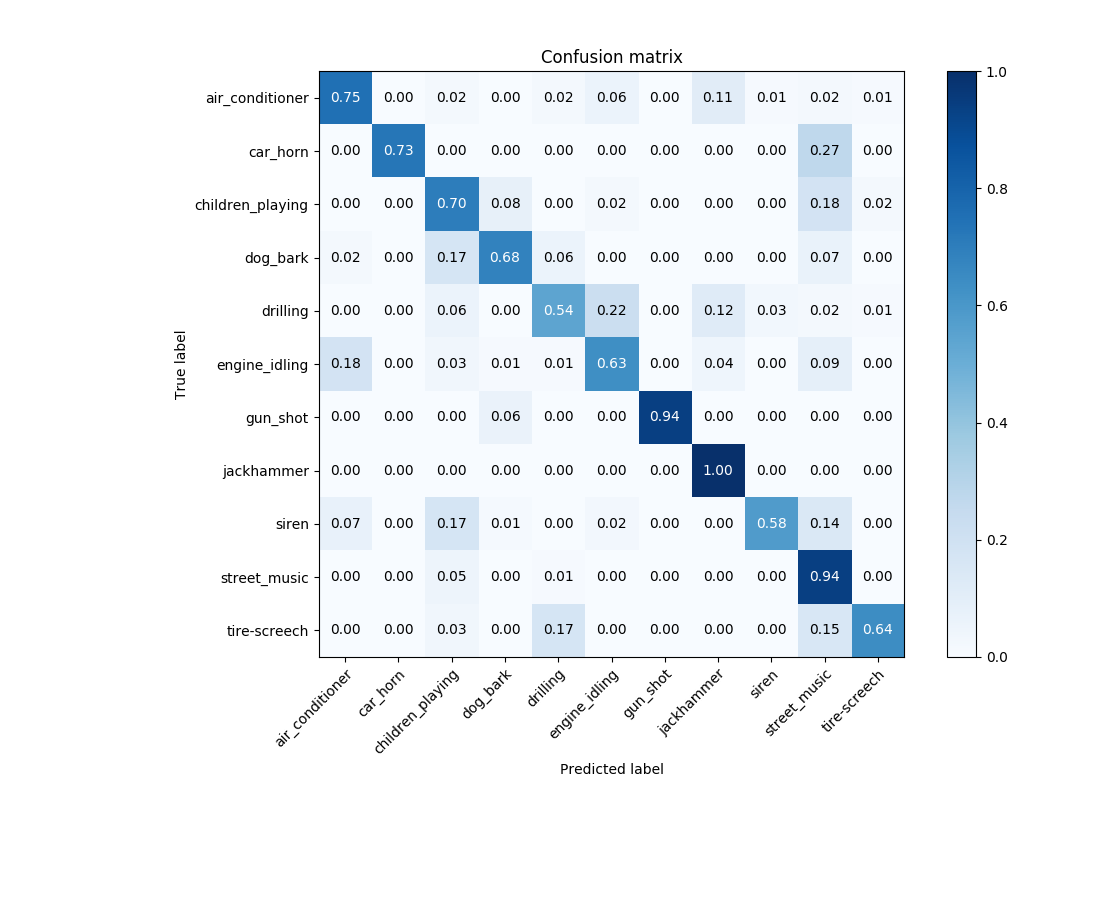 Confusion matrix
air_conditioner 0.75 0.00 0.02 0.00 0.02 0.06 0.00 0.11 0.01 0.02 0.01
car_horn 0.00 0.73 0.00 0.00 0.00 0.00 0.00 0.00 0.00 0.27 0.00
children_playing 0.00 0.00 0.70 0.08 0.00 0.02 0.00 0.00 0.00 0.18 0.02
dog_bark 0.02 0.00 0.17 0.68 0.06 0.00 0.00 0.00 0.00 0.07 0.00
drilling 0.00 0.00 0.06 0.00 0.54 0.22 0.00 0.12 0.03 0.02 0.01
engine_idling 0.18 0.00 0.03 0.01 0.01 0.63 0.00 0.04 0.00 0.09 0.00
gun_shot 0.00 0.00 0.00 0.06 0.00 0.00 0.94 0.00 0.00 0.00 0.00
jackhammer 0.00 0.00 0.00 0.00 0.00 0.00 0.00 1.00 0.00 0.00 0.00
siren 0.07 0.00 0.17 0.01 0.00 0.02 0.00 0.00 0.58 0.14 0.00
street_music 0.00 0.00 0.05 0.00 0.01 0.00 0.00 0.00 0.00 0.94 0.00
tire-screech 0.00 0.00 0.03 0.00 0.17 0.00 0.00 0.00 0.00 0.15 0.64
True label
air_conditioner
car_horn
children_playing
dog_bark
drilling
engine_idling
gun_shot
jackhammer
siren
street_music
tire-screech
Predicted label
1.0
0.8
0.6
0.4
0.2
0.0